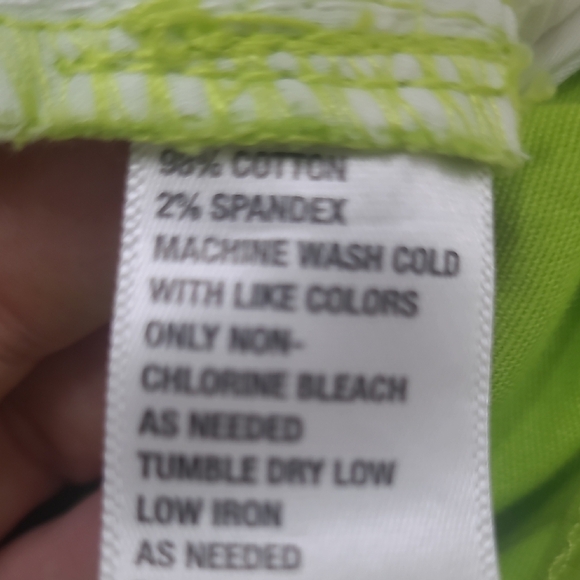 98% COTTON
2% SPANDEX
MACHINE WASH COLD
WITH LIKE COLORS
ONLY NON-
CHLORINE BLEACH
AS NEEDED
TUMBLE DRY LOW
LOW IRON
AS NEEDED